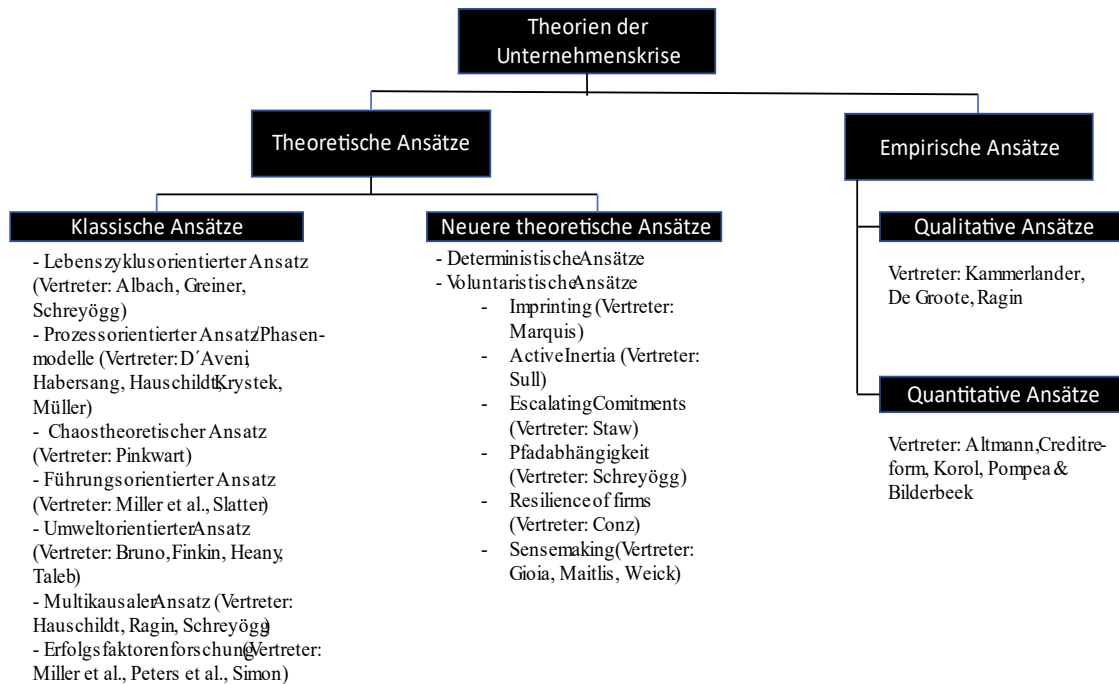 Theorien der
Unternehmenskrise
Theoretische Ansätze
Empirische Ansätze
Klassische Ansätze
- Lebenszyklusorientierter Ansatz
(Vertreter: Albach, Greiner,
Schreyögg)
- Prozessorientierter Ansatz/Phasen-
modelle (Vertreter: D´Aveni,
Habersang, Hauschildt, Krystek,
Müller)
- Chaostheoretischer Ansatz
(Vertreter: Pinkwart)
- Führungsorientierter Ansatz
(Vertreter: Miller et al., Slatter)
- Umweltorientierter Ansatz
(Vertreter: Bruno, Finkin, Heany,
Taleb)
- Multikausaler Ansatz (Vertreter:
Hauschildt, Ragin, Schreyögg)
- Erfolgsfaktorenforschung (Vertreter:
Miller et al., Peters et al., Simon)
Neuere theoretische Ansätze
- Deterministische Ansätze
- Voluntaristische Ansätze
- Imprinting (Vertreter:
Marquis)
- Active Inertia (Vertreter:
Sull)
- Escalating Comitments
(Vertreter: Staw)
- Pfadabhängigkeit
(Vertreter: Schreyögg)
- Resilience of firms
(Vertreter: Conz)
- Sensemaking (Vertreter:
Gioia, Maitlis, Weick)
Qualitative Ansätze
Vertreter: Kammerlander,
De Groote, Ragin
Quantitative Ansätze
Vertreter: Altmann, Creditre-
form, Korol, Pompea &
Bilderbeek